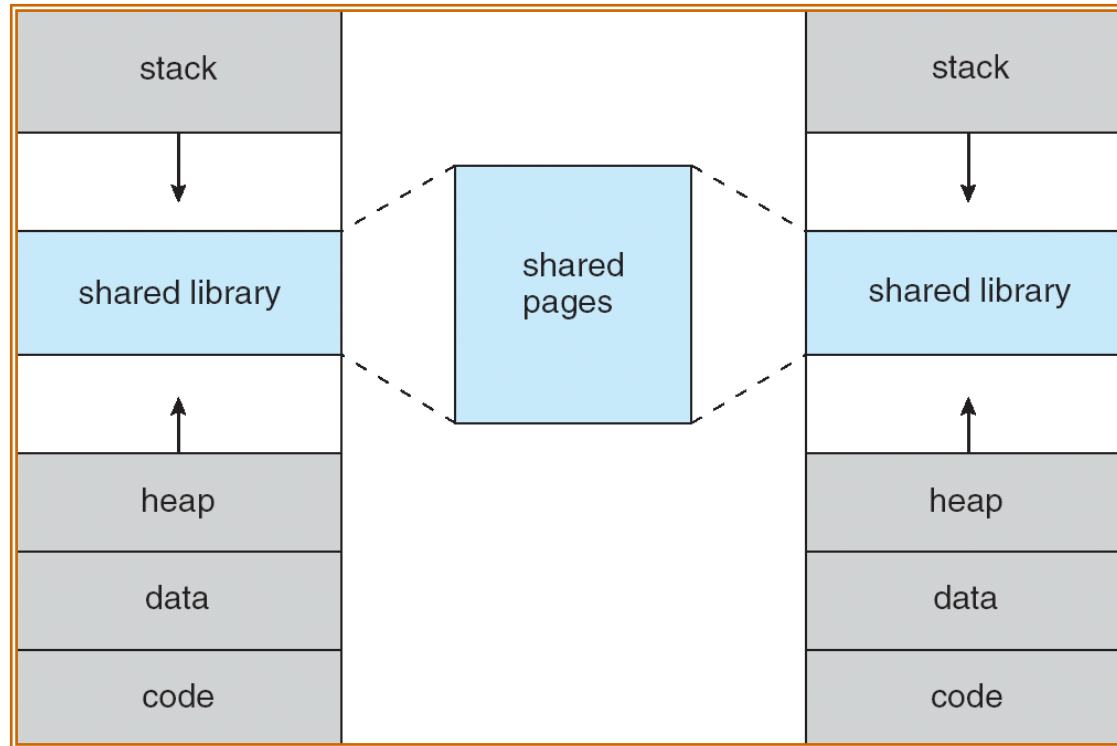 stack
shared library
heap
data
code
shared
pages
stack
shared library
heap
data
code